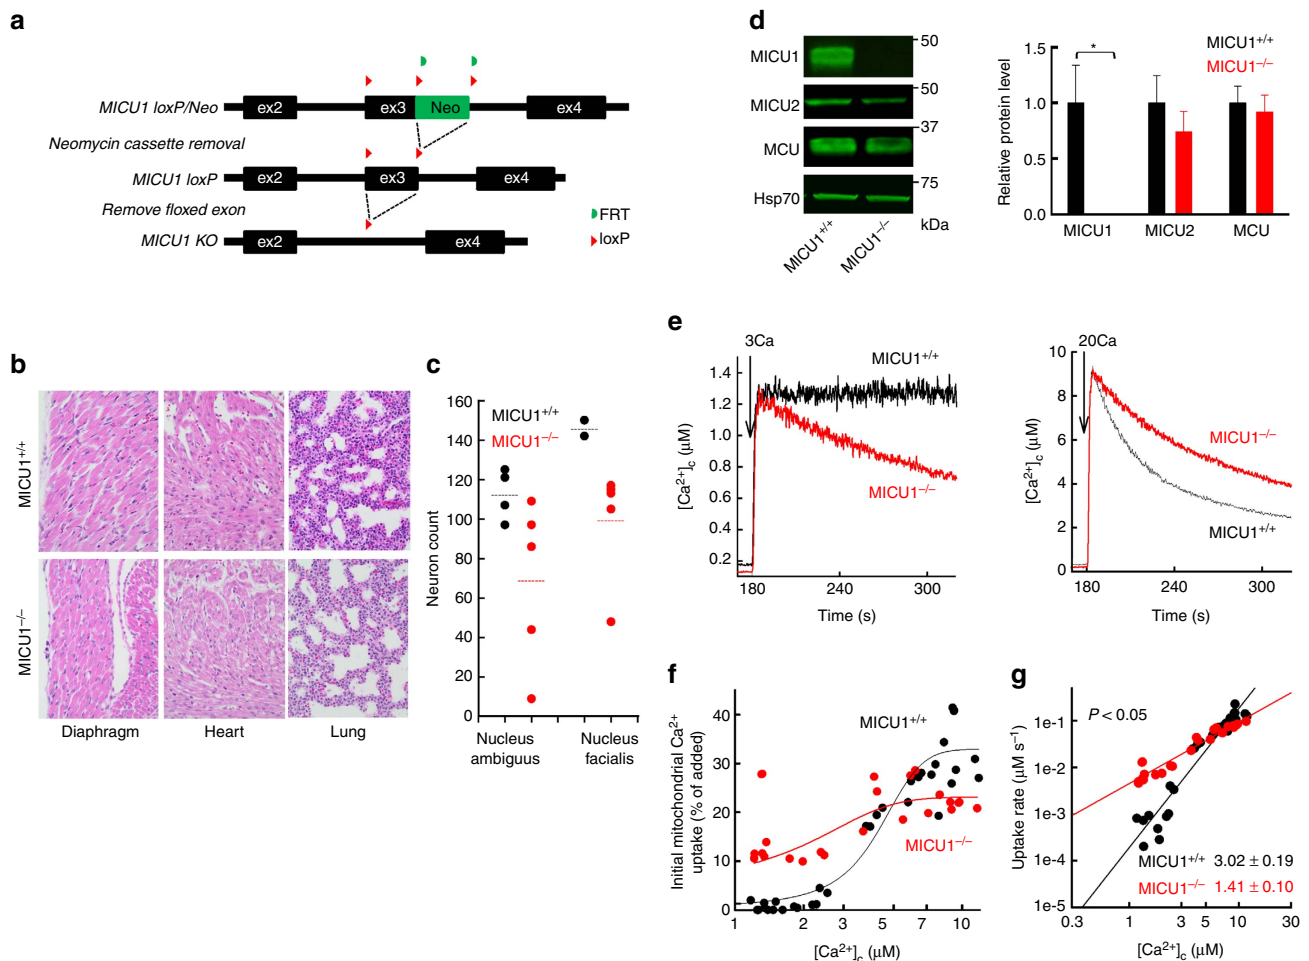 a
MICU1 loxP/Neo
ex2
ex3
Neo
ex4
Neomycin cassette removal
MICU1 loxP
ex2
ex3
ex4
Remove floxed exon
MICU1 KO
ex2
ex4
FRT
loxP
b
MICU1+/+
MICU1−/−
Diaphragm
Heart
Lung
c
MICU1+/+
MICU1−/−
Neuron count
160
140
120
100
80
60
40
20
0
Nucleus ambiguus
Nucleus facialis
d
MICU1
50
MICU2
50
MCU
37
Hsp70
75
kDa
MICU1+/+
MICU1−/−
Relative protein level
1.5
1.0
0.5
0.0
*
MICU1+/+
MICU1−/−
MICU1
MICU2
MCU
e
3Ca
MICU1+/+
MICU1−/−
[Ca2+]c (μM)
1.4
1.2
1.0
0.8
0.6
0.4
0.2
180
240
300
Time (s)
20Ca
MICU1−/−
MICU1+/+
[Ca2+]c (μM)
10
8
6
4
2
0
180
240
300
Time (s)
f
MICU1+/+
MICU1−/−
Initial mitochondrial Ca2+
uptake (% of added)
40
30
20
10
0
1
2
3
5
7
10
[Ca2+]c (μM)
g
P < 0.05
Uptake rate (μM s−1)
1e-1
1e-2
1e-3
1e-4
1e-5
MICU1+/+ 3.02 ± 0.19
MICU1−/− 1.41 ± 0.10
0.3
1
3
5
10
30
[Ca2+]c (μM)